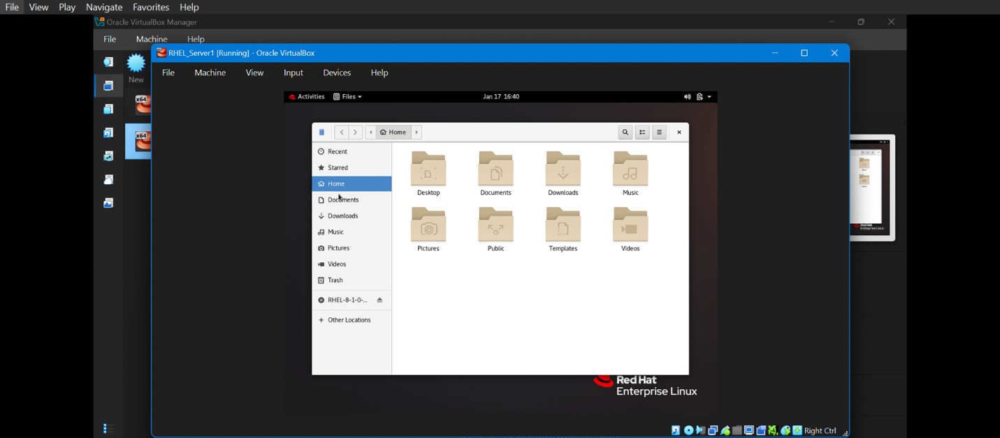 File View Play Navigate Favorites Help
Oracle VirtualBox Manager
File Machine Help
RHEL_Server1 [Running] - Oracle VirtualBox
New
File Machine View Input Devices Help
x64
Activities Files Jan 17 16:40
Home
x64
Recent
Starred
Home
Documents
Downloads
Music
Pictures
Videos
Trash
RHEL-8-1-0-...
Other Locations
Desktop Documents Downloads Music
Pictures Public Templates Videos
Red Hat
Enterprise Linux
Right Ctrl